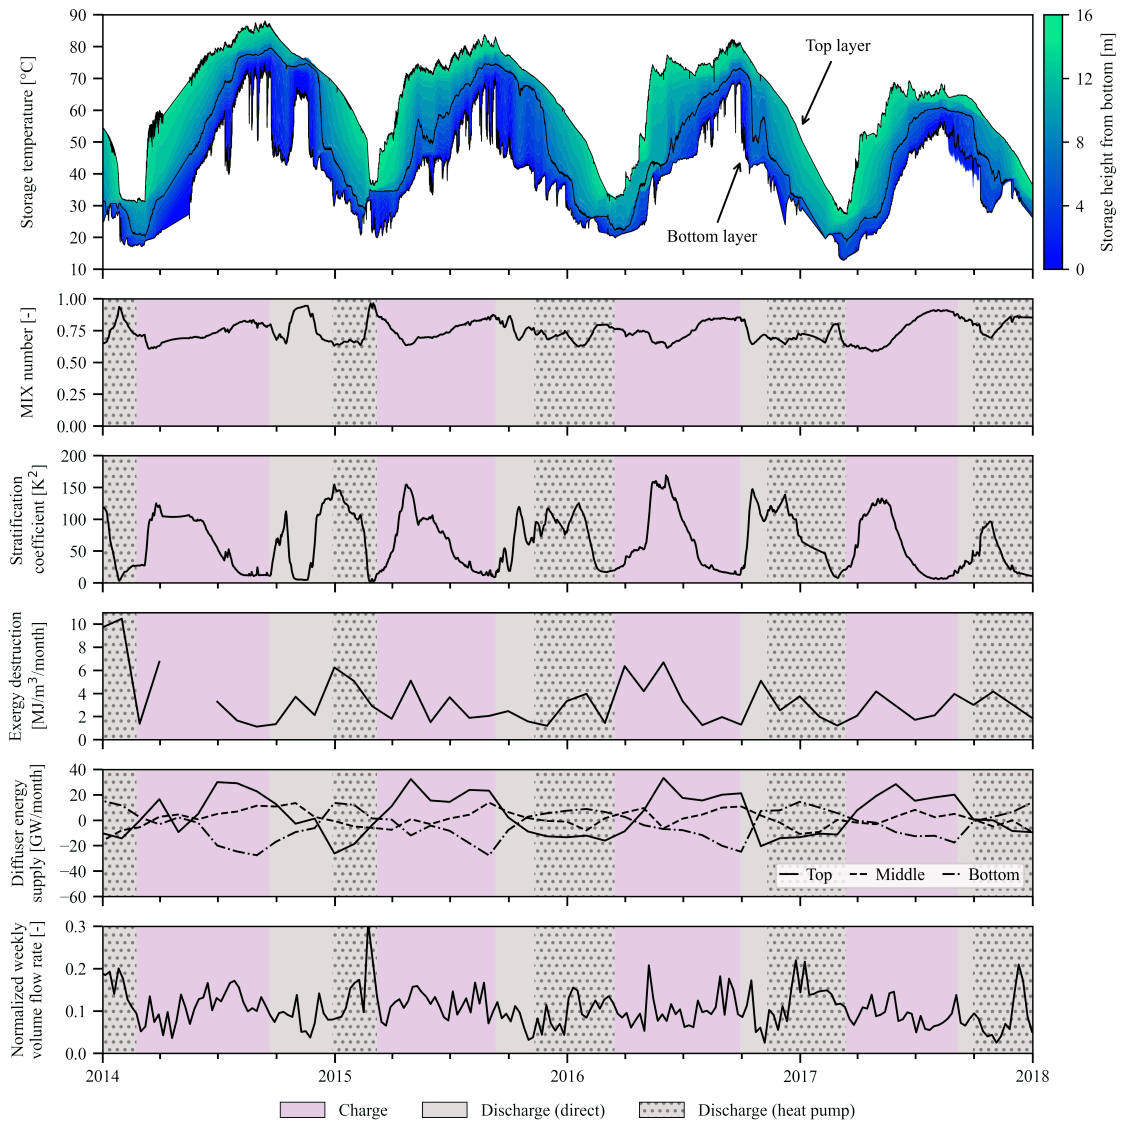 90
80
70
60
50
40
30
20
10
Storage temperature [°C]
Top layer
Bottom layer
16
12
8
4
0
Storage height from bottom [m]
1.00
0.75
0.50
0.25
0.00
MIX number [-]
200
150
100
50
0
Stratification
coefficient [K²]
10
8
6
4
2
0
Exergy destruction
[MJ/m³/month]
40
20
0
−20
−40
−60
Diffuser energy
supply [GW/month]
Top Middle Bottom
0.3
0.2
0.1
0.0
Normalized weekly
volume flow rate [-]
2014 2015 2016 2017 2018
Charge Discharge (direct) Discharge (heat pump)